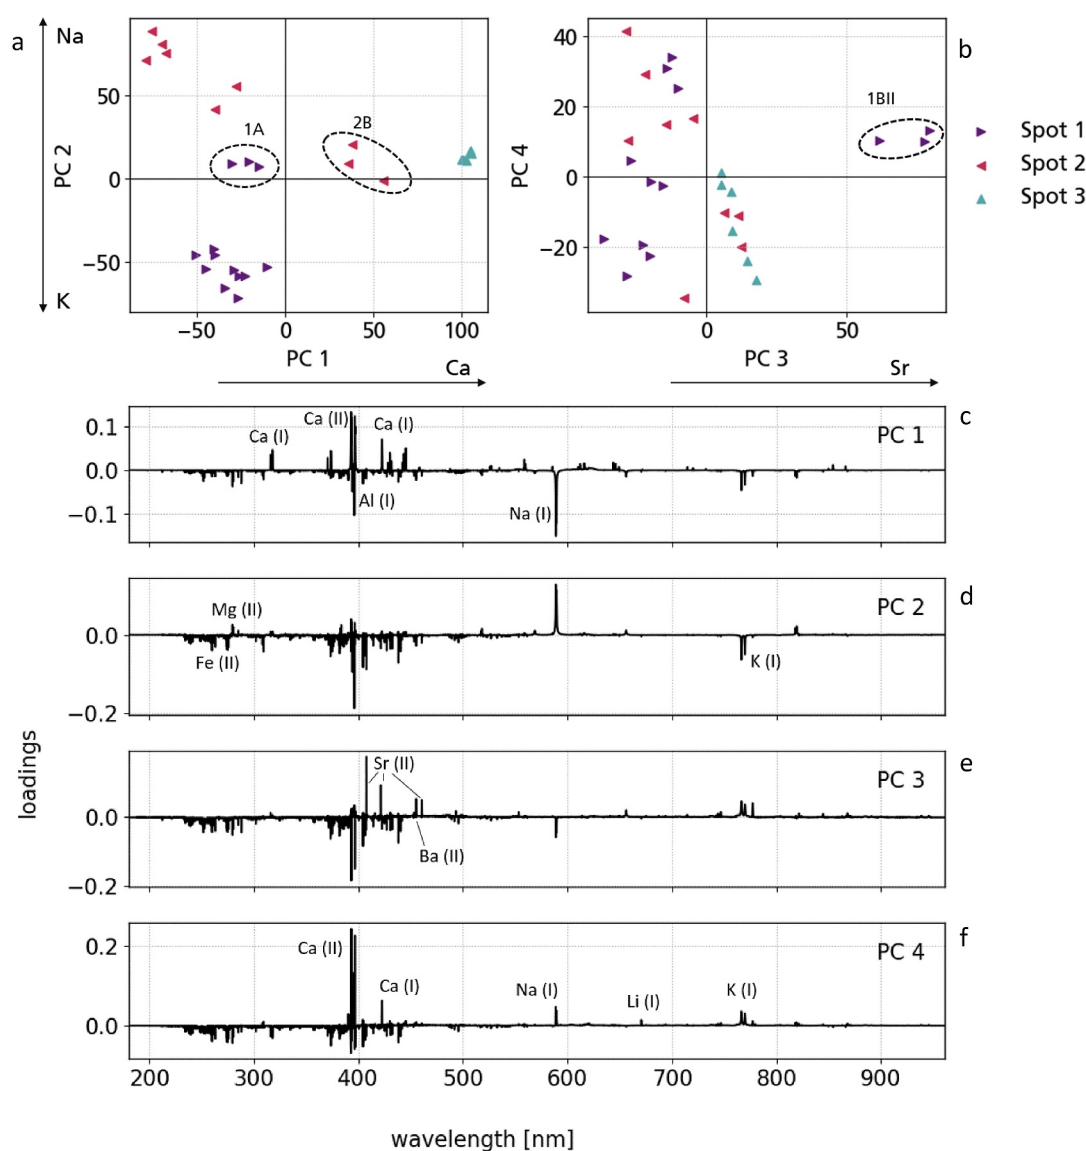 a
Na
K
PC 2
50
0
−50
1A
2B
−50
0
50
100
PC 1
Ca
b
PC 4
40
20
0
−20
1BII
0
50
PC 3
Sr
Spot 1
Spot 2
Spot 3
c
PC 1
0.1
0.0
−0.1
Ca (I)
Ca (II)
Ca (I)
Al (I)
Na (I)
d
PC 2
0.0
−0.2
Mg (II)
Fe (II)
K (I)
e
PC 3
0.0
−0.2
Sr (II)
Ba (II)
f
PC 4
0.2
0.0
Ca (II)
Ca (I)
Na (I)
Li (I)
K (I)
200
300
400
500
600
700
800
900
loadings
wavelength [nm]